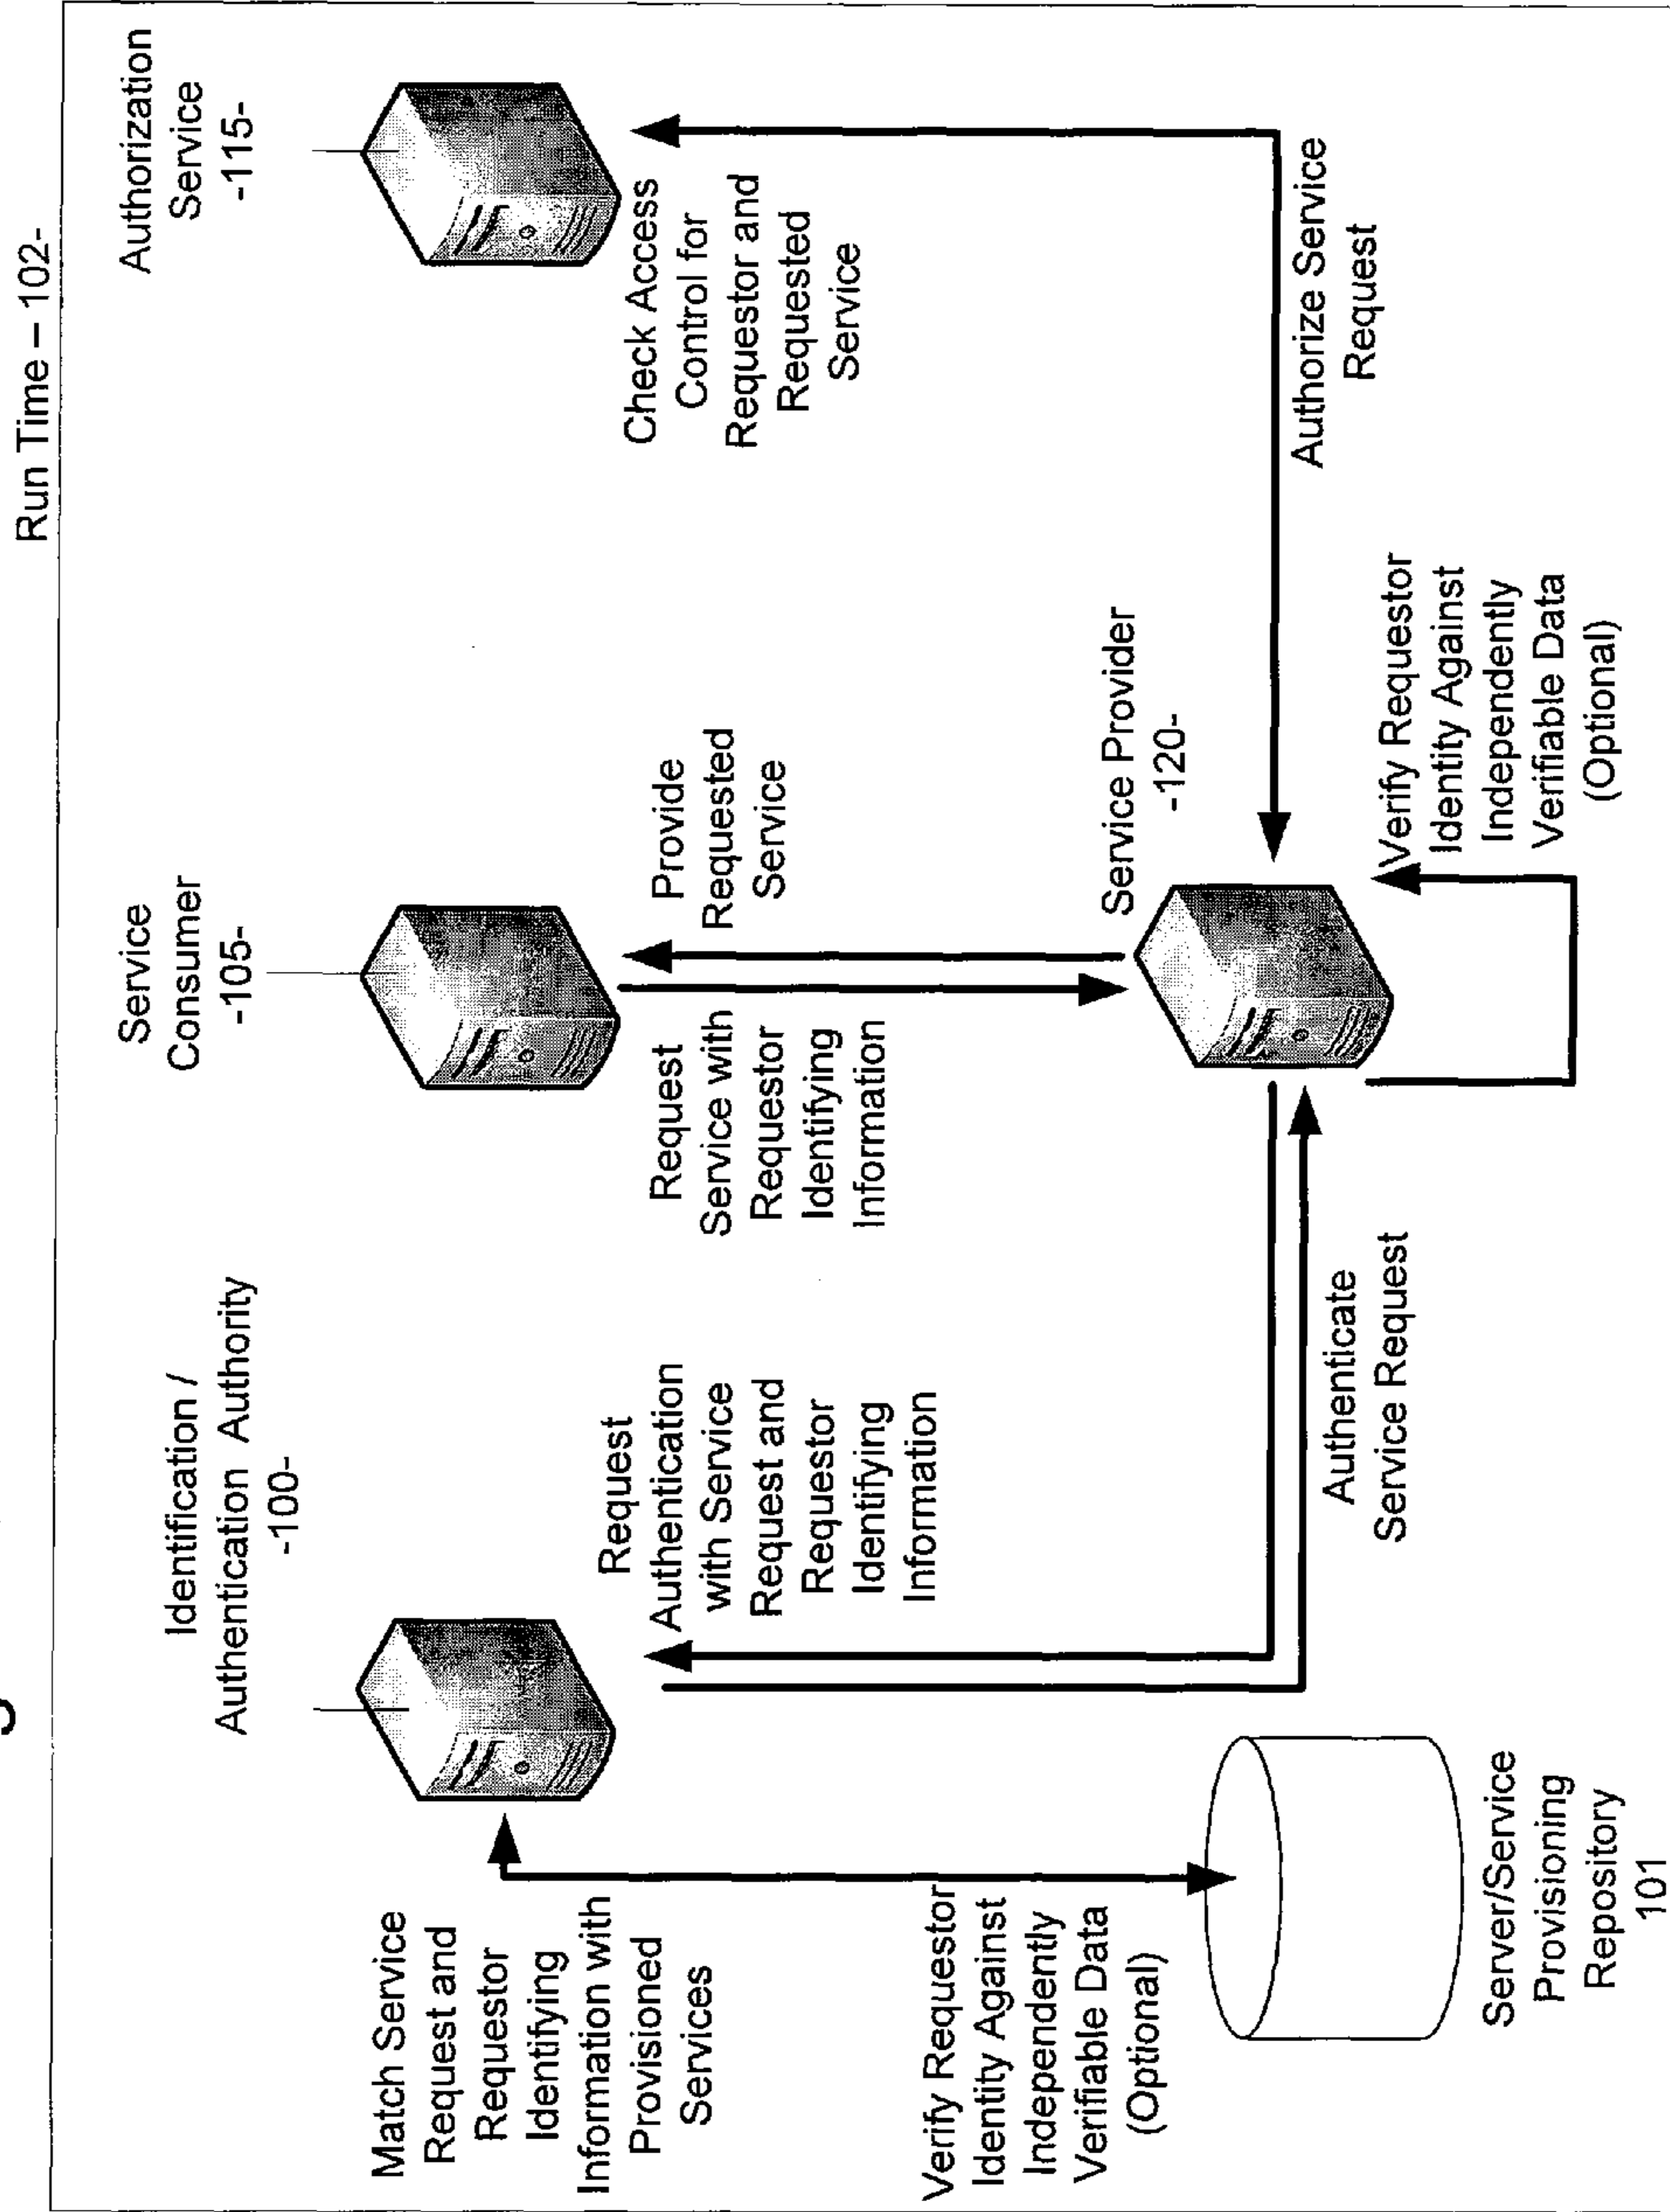 Run Time – 102-
Identification /
Authentication Authority
-100-
Service
Consumer
-105-
Authorization
Service
-115-
Match Service
Request and
Requestor
Identifying
Information with
Provisioned
Services
Request
Authentication
with Service
Request and
Requestor
Identifying
Information
Request
Service with
Requestor
Identifying
Information
Provide
Requested
Service
Check Access
Control for
Requestor and
Requested
Service
Verify Requestor
Identity Against
Independently
Verifiable Data
(Optional)
Service Provider
-120-
Authenticate
Service Request
Authorize Service
Request
Verify Requestor
Identity Against
Independently
Verifiable Data
(Optional)
Server/Service
Provisioning
Repository
101